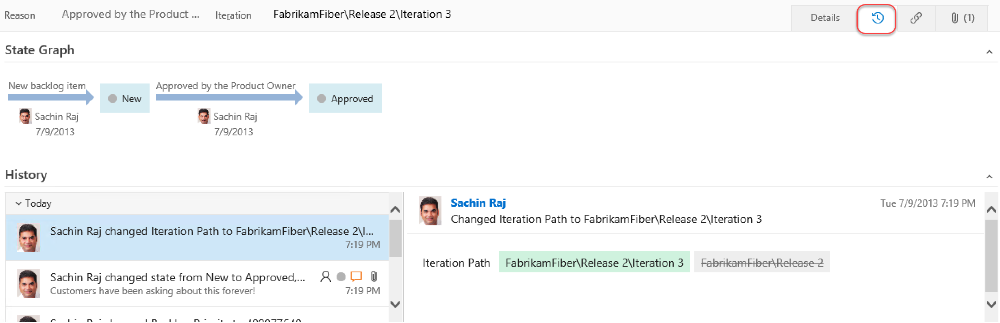 Reason Approved by the Product ... Iteration FabrikamFiber\Release 2\Iteration 3 Details (1)
State Graph
New backlog item
New
Approved by the Product Owner
Approved
Sachin Raj
7/9/2013
Sachin Raj
7/9/2013
History
Today
Sachin Raj changed Iteration Path to FabrikamFiber\Release 2\I...
7:19 PM
Sachin Raj changed state from New to Approved,...
Customers have been asking about this forever!
7:19 PM
Sachin Raj
Tue 7/9/2013 7:19 PM
Changed Iteration Path to FabrikamFiber\Release 2\Iteration 3
Iteration Path FabrikamFiber\Release 2\Iteration 3 FabrikamFiber\Release 2